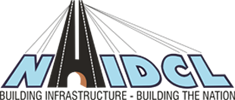 NHIDCL
BUILDING INFRASTRUCTURE - BUILDING THE NATION